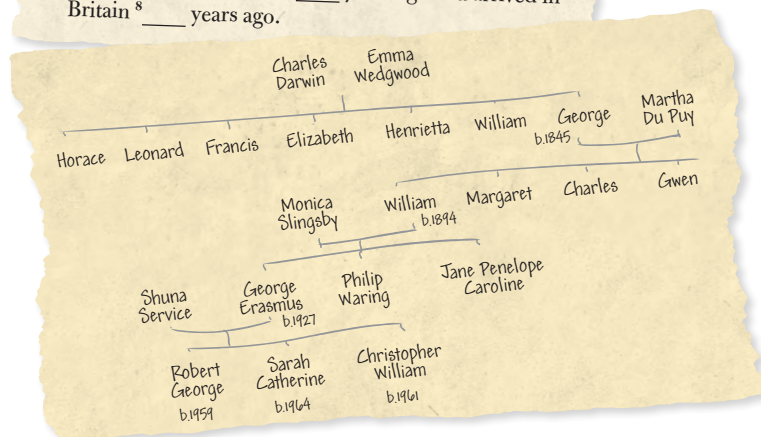 Britain 8____ years ago.
Charles Darwin
Emma Wedgwood
Horace Leonard Francis Elizabeth Henrietta William George b.1845
Martha Du Puy
William b.1894 Margaret Charles Gwen
Monica Slingsby
George Erasmus b.1927
Philip Waring
Jane Penelope Caroline
Shuna Service
Robert George b.1959
Sarah Catherine b.1964
Christopher William b.1961